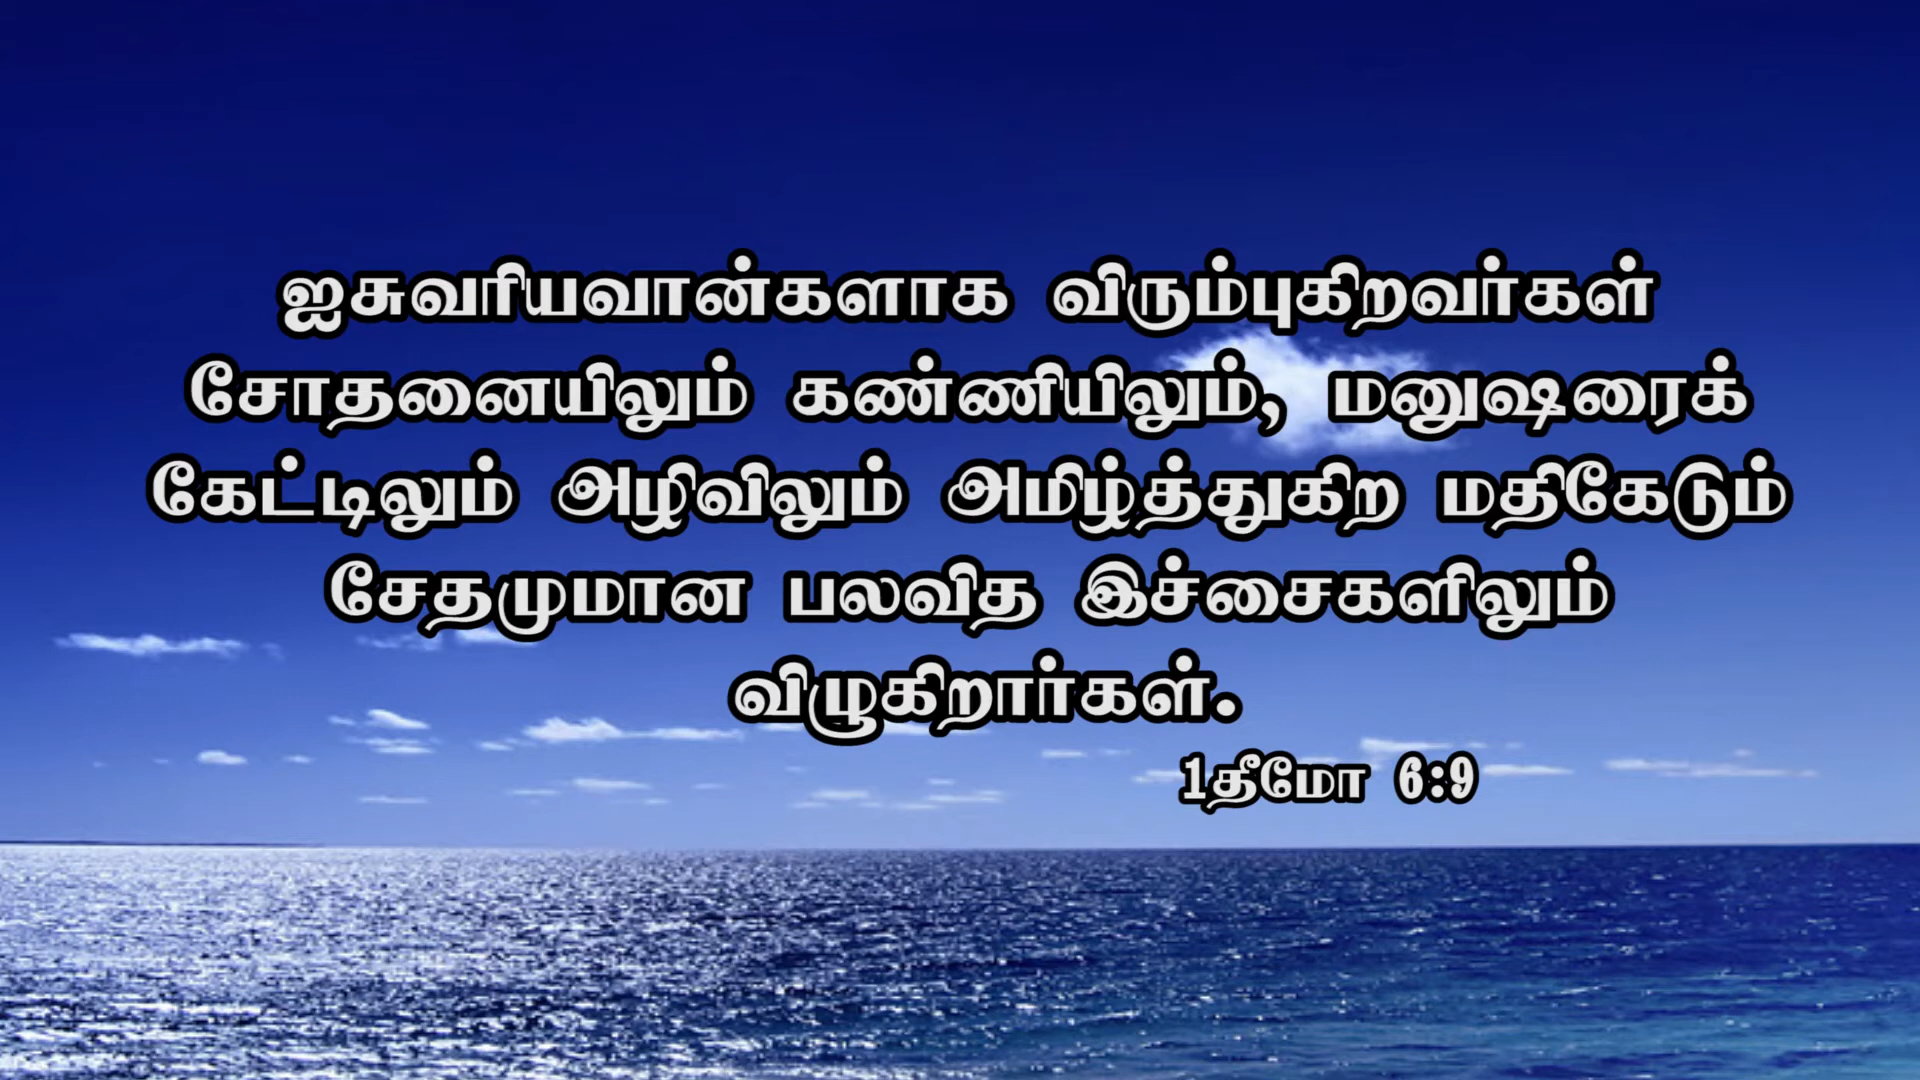 ஐசுவரியவான்களாக விரும்புகிறவர்கள்
சோதனையிலும் கண்ணியிலும், மனுஷரைக்
கேட்டிலும் அழிவிலும் அமிழ்த்துகிற மதிகேடும்
சேதமுமான பலவித இச்சைகளிலும்
விழுகிறார்கள்.
1தீமோ 6:9